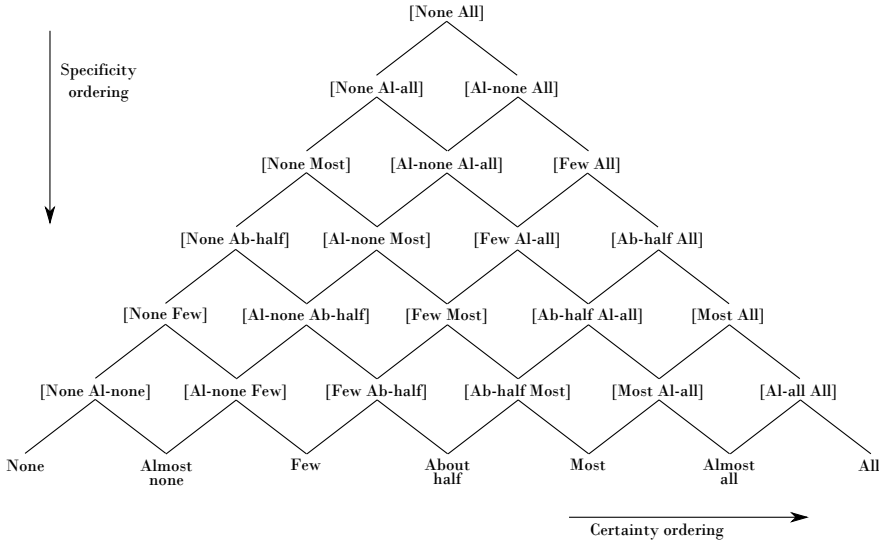 [None All]
Specificity
ordering
[None Al-all] [Al-none All]
[None Most] [Al-none Al-all] [Few All]
[None Ab-half] [Al-none Most] [Few Al-all] [Ab-half All]
[None Few] [Al-none Ab-half] [Few Most] [Ab-half Al-all] [Most All]
[None Al-none] [Al-none Few] [Few Ab-half] [Ab-half Most] [Most Al-all] [Al-all All]
None Almost none Few About half Most Almost all All
Certainty ordering